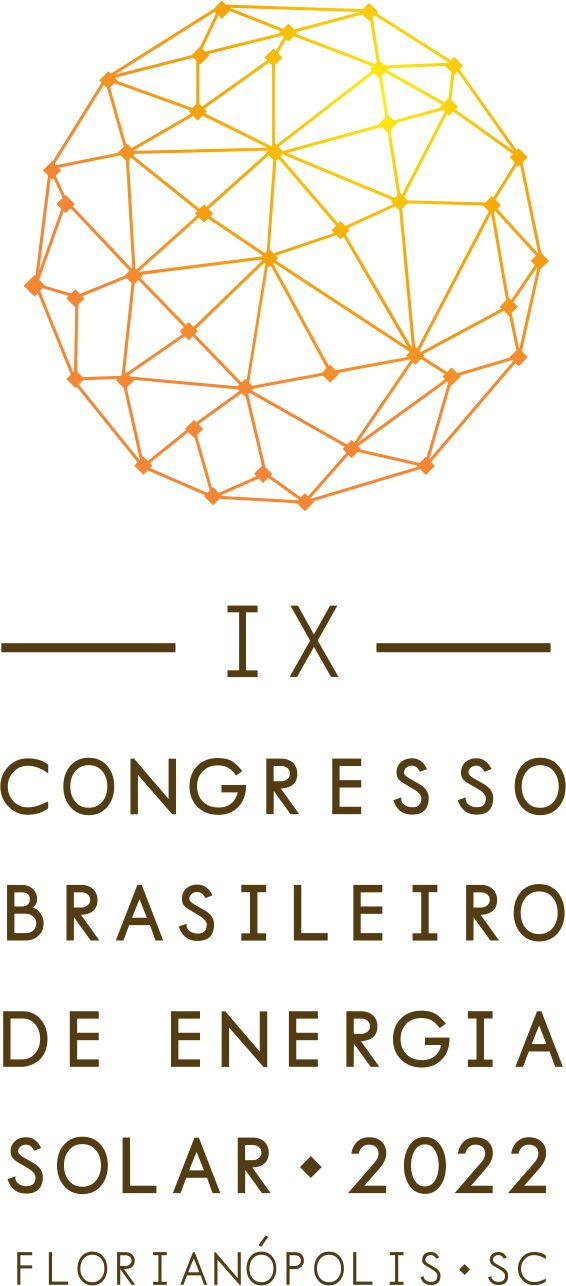 IX
CONGRESSO
BRASILEIRO
DE ENERGIA
SOLAR ◆ 2022
FLORIANÓPOLIS ◆ SC